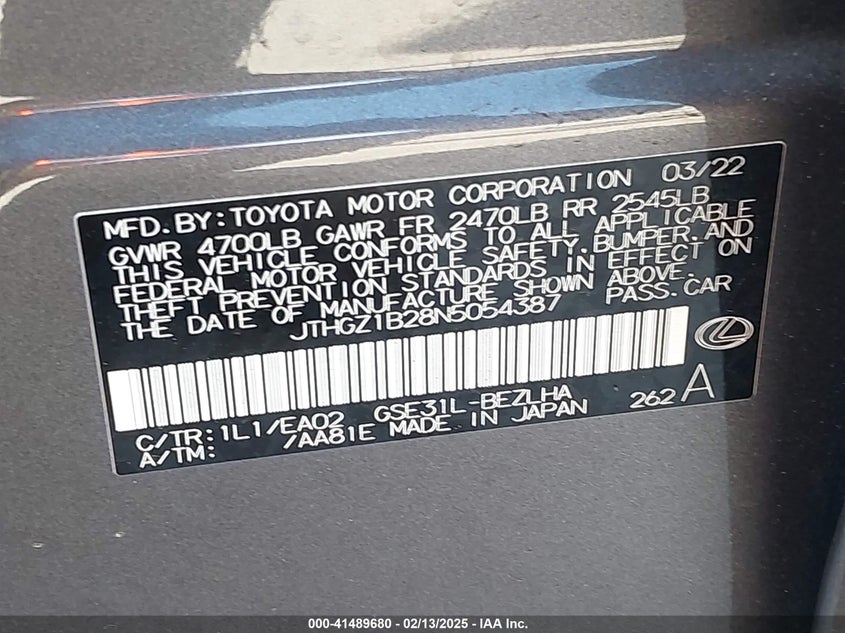 MFD.BY:TOYOTA MOTOR CORPORATION 03/22
GVWR 4700LB GAWR FR 2470LB RR 2545LB
THIS VEHICLE CONFORMS TO ALL APPLICABLE
FEDERAL MOTOR VEHICLE SAFETY,BUMPER,AND
THEFT PREVENTION STANDARDS IN EFFECT ON
THE DATE OF MANUFACTURE SHOWN ABOVE.
JTHGZ1B28N5054387 PASS.CAR
C/TR:1L1/EA02 GSE31L-BEZLHA 262 A
A/TM: /AA81E MADE IN JAPAN
000-41489680 - 02/13/2025 - IAA Inc.